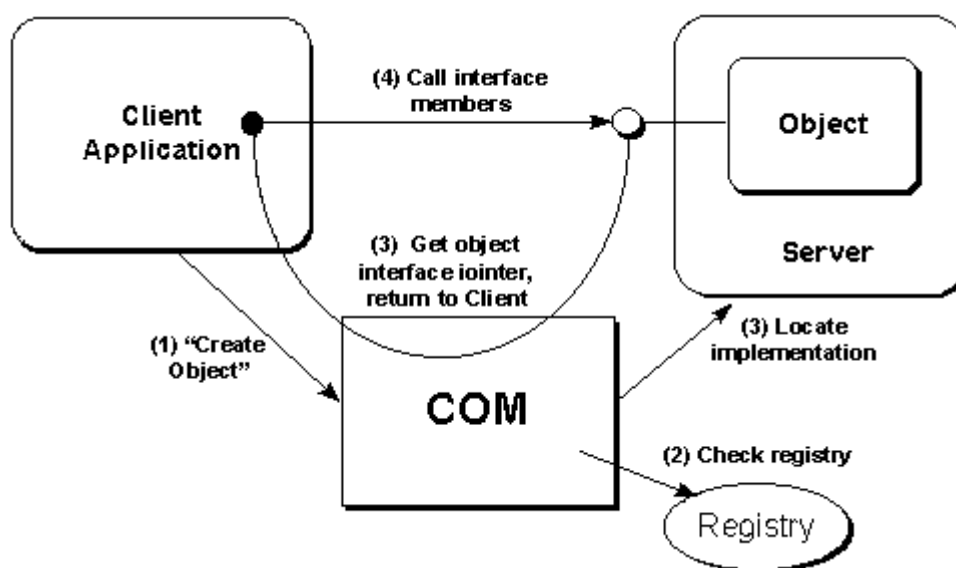 (4) Call interface
members
Client
Application
Object
Server
(3) Get object
interface iointer,
return to Client
(1) “Create
Object”
(3) Locate
implementation
COM
(2) Check registry
Registry